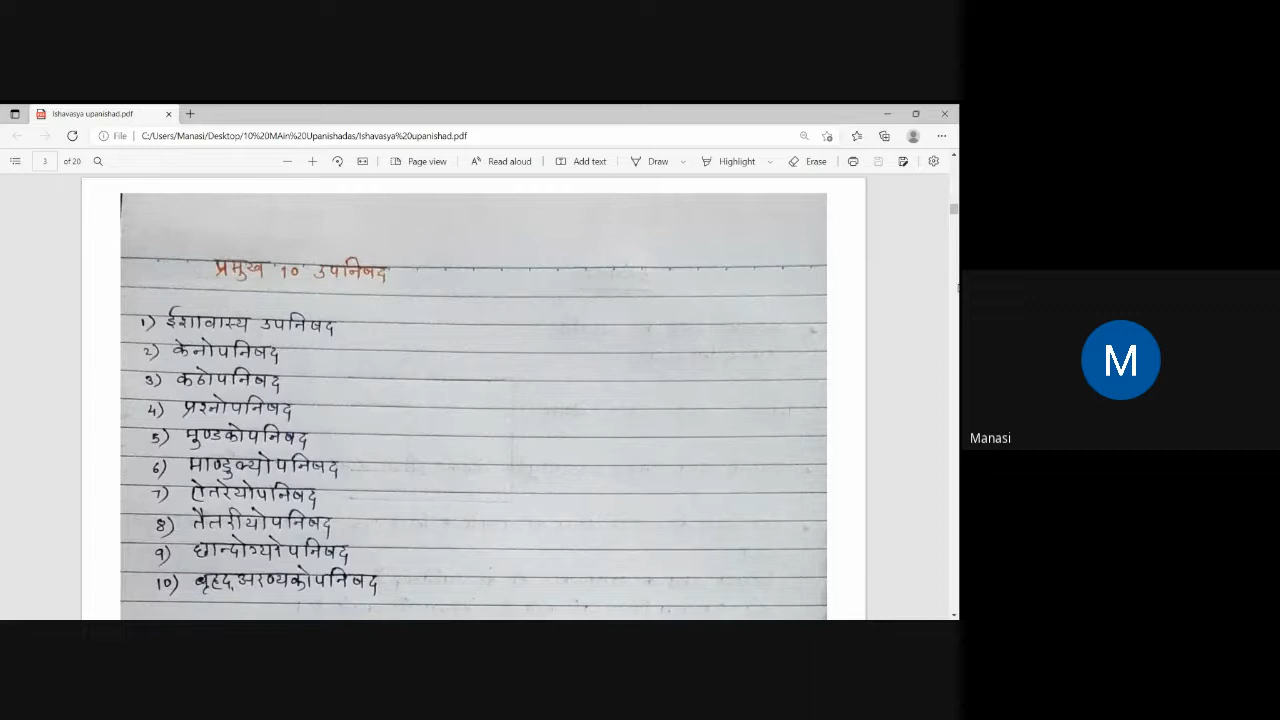 Ishavasya upanishad.pdf
File C:/Users/Manasi/Desktop/10%20MAin%20Upanishadas/Ishavasya%20upanishad.pdf
3 of 20 Page view Read aloud Add text Draw Highlight Erase
प्रमुख 10 उपनिषद
1) ईशावास्य उपनिषद
2) केनोपनिषद
3) कठोपनिषद
4) प्रश्नोपनिषद
5) मुण्डकोपनिषद
6) माण्डुक्योपनिषद
7) ऐतरेयोपनिषद
8) तैतरीयोपनिषद
9) छान्दोग्योपनिषद
10) बृहद्अरण्यकोपनिषद
M
Manasi